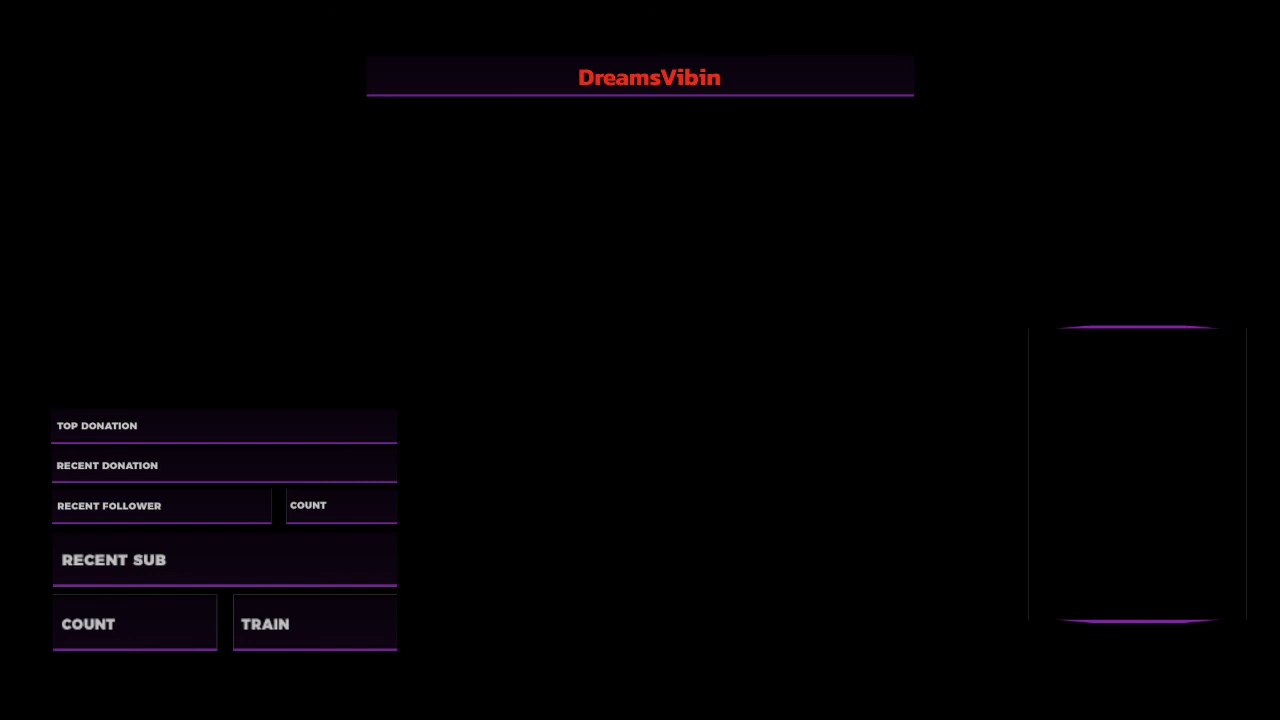 DreamsVibin
TOP DONATION
RECENT DONATION
RECENT FOLLOWER
COUNT
RECENT SUB
COUNT
TRAIN